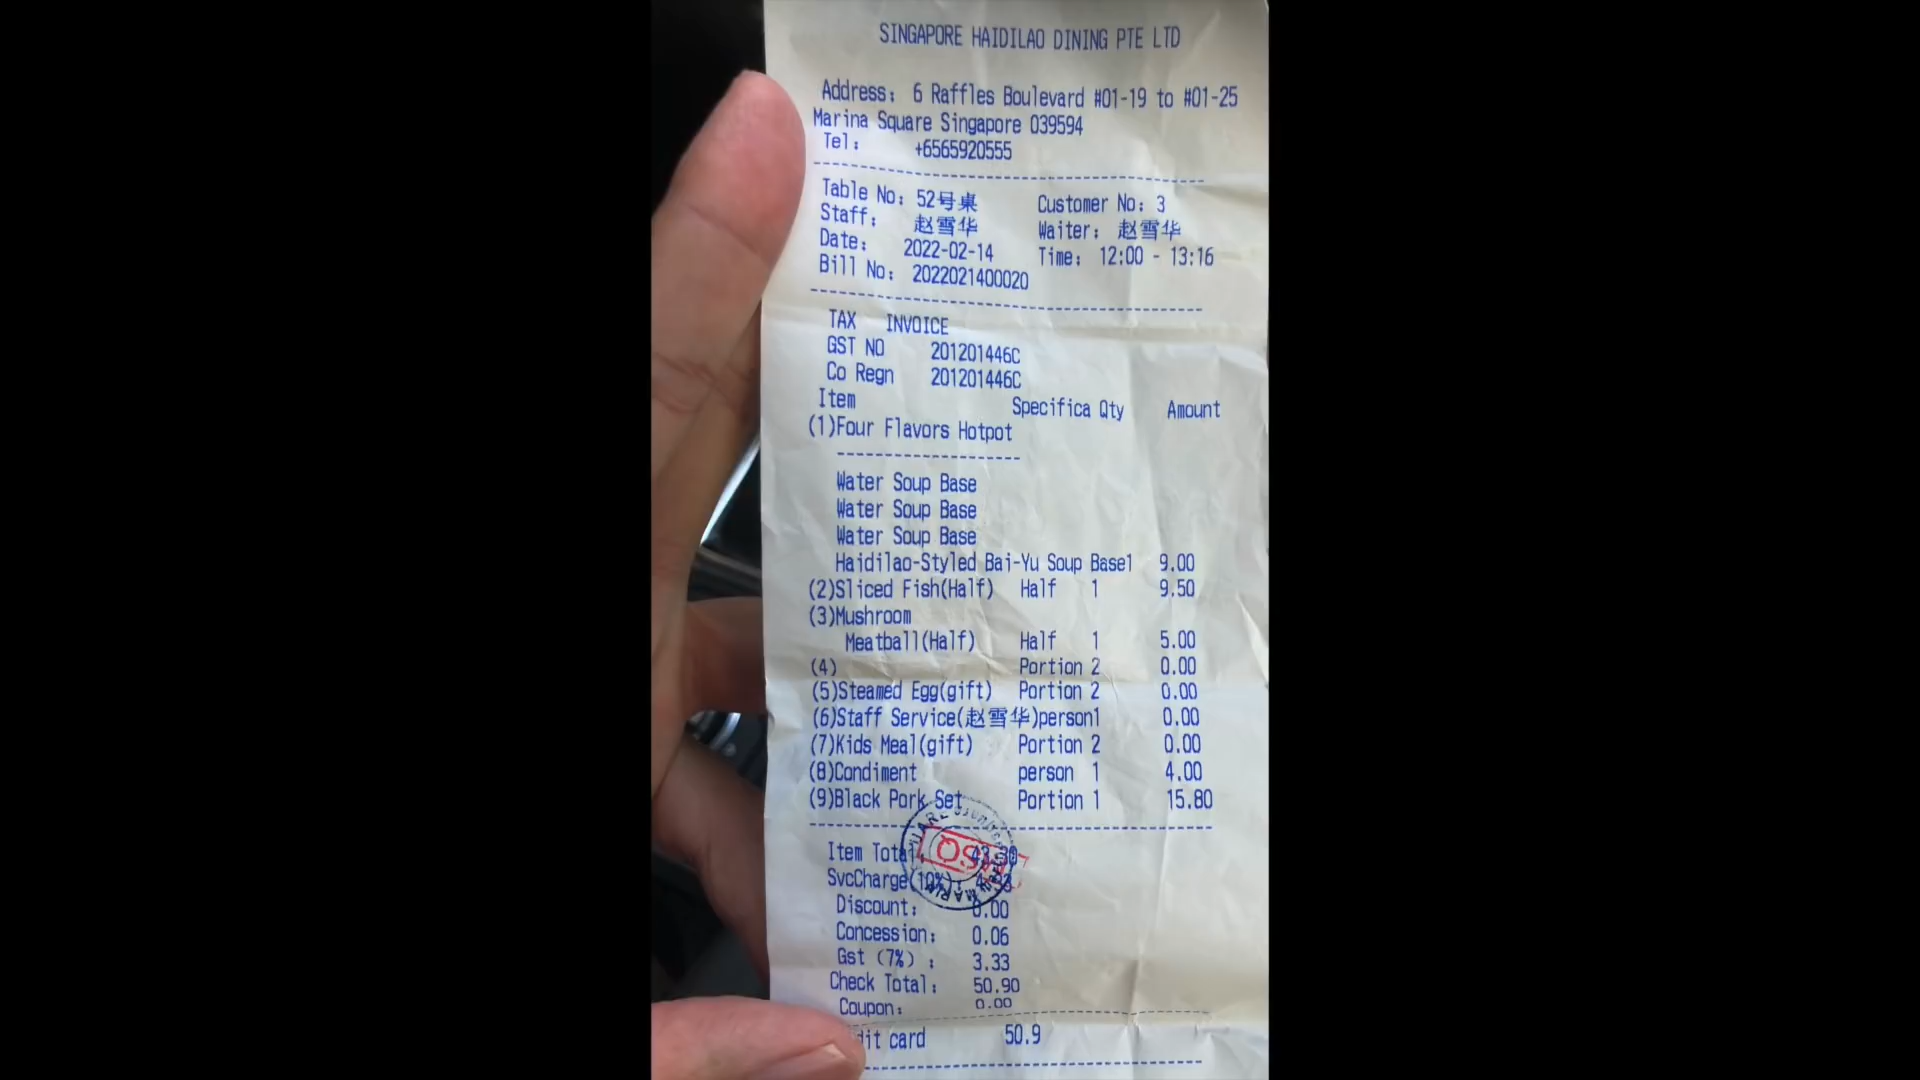 SINGAPORE HAIDILAO DINING PTE LTD
Address: 6 Raffles Boulevard #01-19 to #01-25
Marina Square Singapore 039594
Tel: +6565920555
Table No: 52号桌 Customer No: 3
Staff: 赵雪华 Waiter: 赵雪华
Date: 2022-02-14 Time: 12:00 - 13:16
Bill No: 2022021400020
TAX INVOICE
GST NO 201201446C
Co Regn 201201446C
Item Specifica Qty Amount
(1)Four Flavors Hotpot
Water Soup Base
Water Soup Base
Water Soup Base
Haidilao-Styled Bai-Yu Soup Base1 9.00
(2)Sliced Fish(Half) Half 1 9.50
(3)Mushroom
Meatball(Half) Half 1 5.00
(4) Portion 2 0.00
(5)Steamed Egg(gift) Portion 2 0.00
(6)Staff Service(赵雪华)person1 0.00
(7)Kids Meal(gift) Portion 2 0.00
(8)Condiment person 1 4.00
(9)Black Pork Set Portion 1 15.80
Item Total 43.30
SvcCharge(10%): 4.33
Discount: 0.00
Concession: 0.06
Gst (7%) : 3.33
Check Total: 50.90
Coupon: 0.00
dit card 50.9